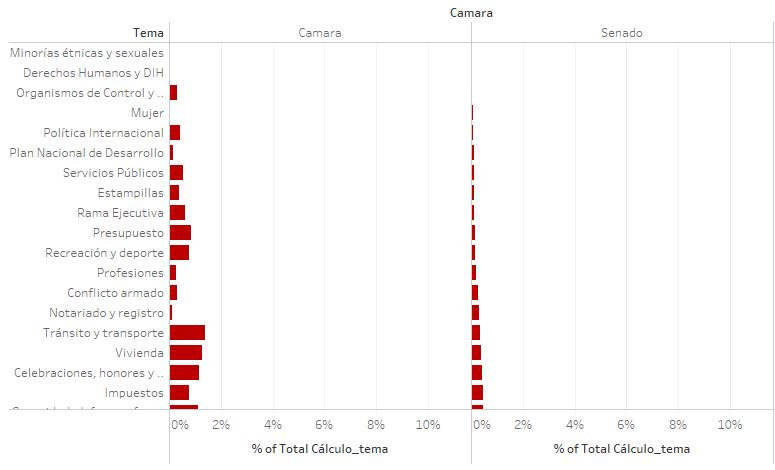 Camara
Tema Camara Senado
Minorías étnicas y sexuales
Derechos Humanos y DIH
Organismos de Control y ..
Mujer
Política Internacional
Plan Nacional de Desarrollo
Servicios Públicos
Estampillas
Rama Ejecutiva
Presupuesto
Recreación y deporte
Profesiones
Conflicto armado
Notariado y registro
Tránsito y transporte
Vivienda
Celebraciones, honores y ..
Impuestos
0% 2% 4% 6% 8% 10% 0% 2% 4% 6% 8% 10%
% of Total Cálculo_tema % of Total Cálculo_tema